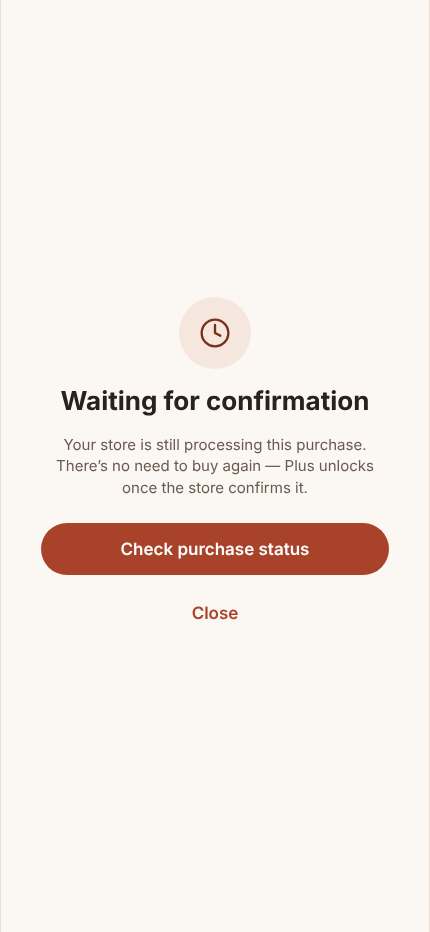 Waiting for confirmation
Your store is still processing this purchase.
There’s no need to buy again — Plus unlocks
once the store confirms it.
Check purchase status
Close